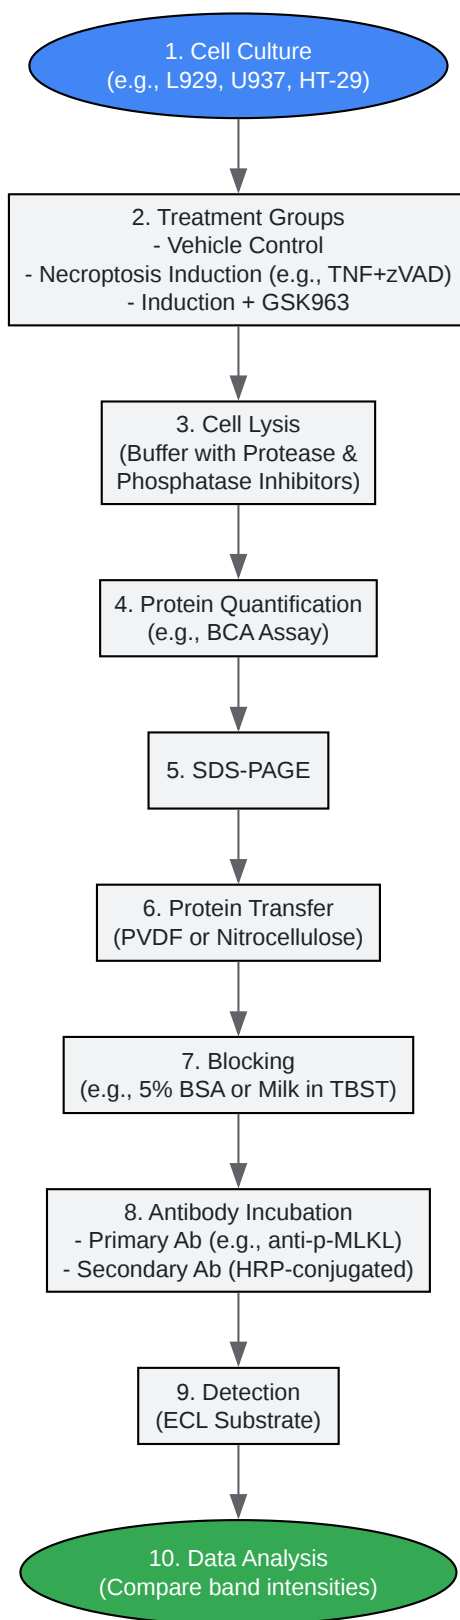 1. Cell Culture
(e.g., L929, U937, HT-29)
2. Treatment Groups
- Vehicle Control
- Necroptosis Induction (e.g., TNF+zVAD)
- Induction + GSK963
3. Cell Lysis
(Buffer with Protease &
Phosphatase Inhibitors)
4. Protein Quantification
(e.g., BCA Assay)
5. SDS-PAGE
6. Protein Transfer
(PVDF or Nitrocellulose)
7. Blocking
(e.g., 5% BSA or Milk in TBST)
8. Antibody Incubation
- Primary Ab (e.g., anti-p-MLKL)
- Secondary Ab (HRP-conjugated)
9. Detection
(ECL Substrate)
10. Data Analysis
(Compare band intensities)